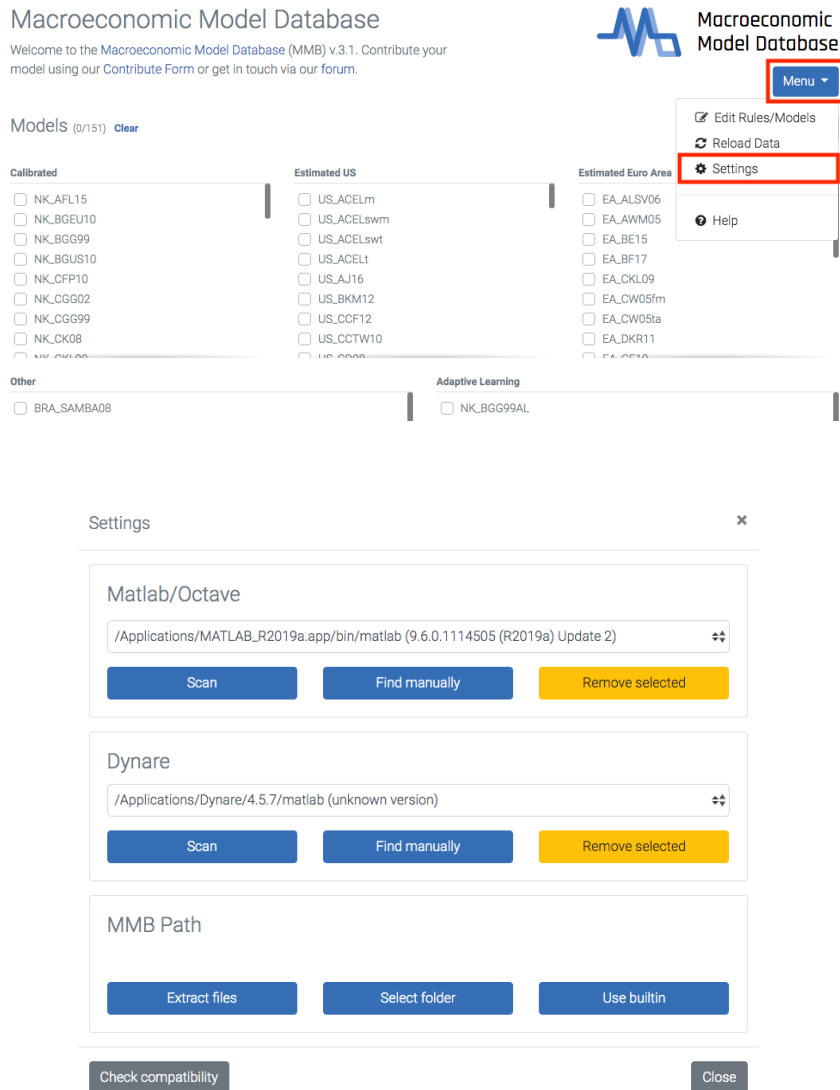 Macroeconomic Model Database
Welcome to the Macroeconomic Model Database (MMB) v.3.1. Contribute your
model using our Contribute Form or get in touch via our forum.
Macroeconomic
Model Database
Menu
Edit Rules/Models
Reload Data
Settings
Help
Models (0/151) Clear
Calibrated
NK_AFL15
NK_BGEU10
NK_BGG99
NK_BGUS10
NK_CFP10
NK_CGG02
NK_CGG99
NK_CK08
NK_CKL09
Estimated US
US_ACELm
US_ACELswm
US_ACELswt
US_ACELt
US_AJ16
US_BKM12
US_CCF12
US_CCTW10
US_CD08
Estimated Euro Area
EA_ALSV06
EA_AWM05
EA_BE15
EA_BF17
EA_CKL09
EA_CW05fm
EA_CW05ta
EA_DKR11
EA_GE10
Other
BRA_SAMBA08
Adaptive Learning
NK_BGG99AL
Settings
Matlab/Octave
/Applications/MATLAB_R2019a.app/bin/matlab (9.6.0.1114505 (R2019a) Update 2)
Scan
Find manually
Remove selected
Dynare
/Applications/Dynare/4.5.7/matlab (unknown version)
Scan
Find manually
Remove selected
MMB Path
Extract files
Select folder
Use builtin
Check compatibility
Close